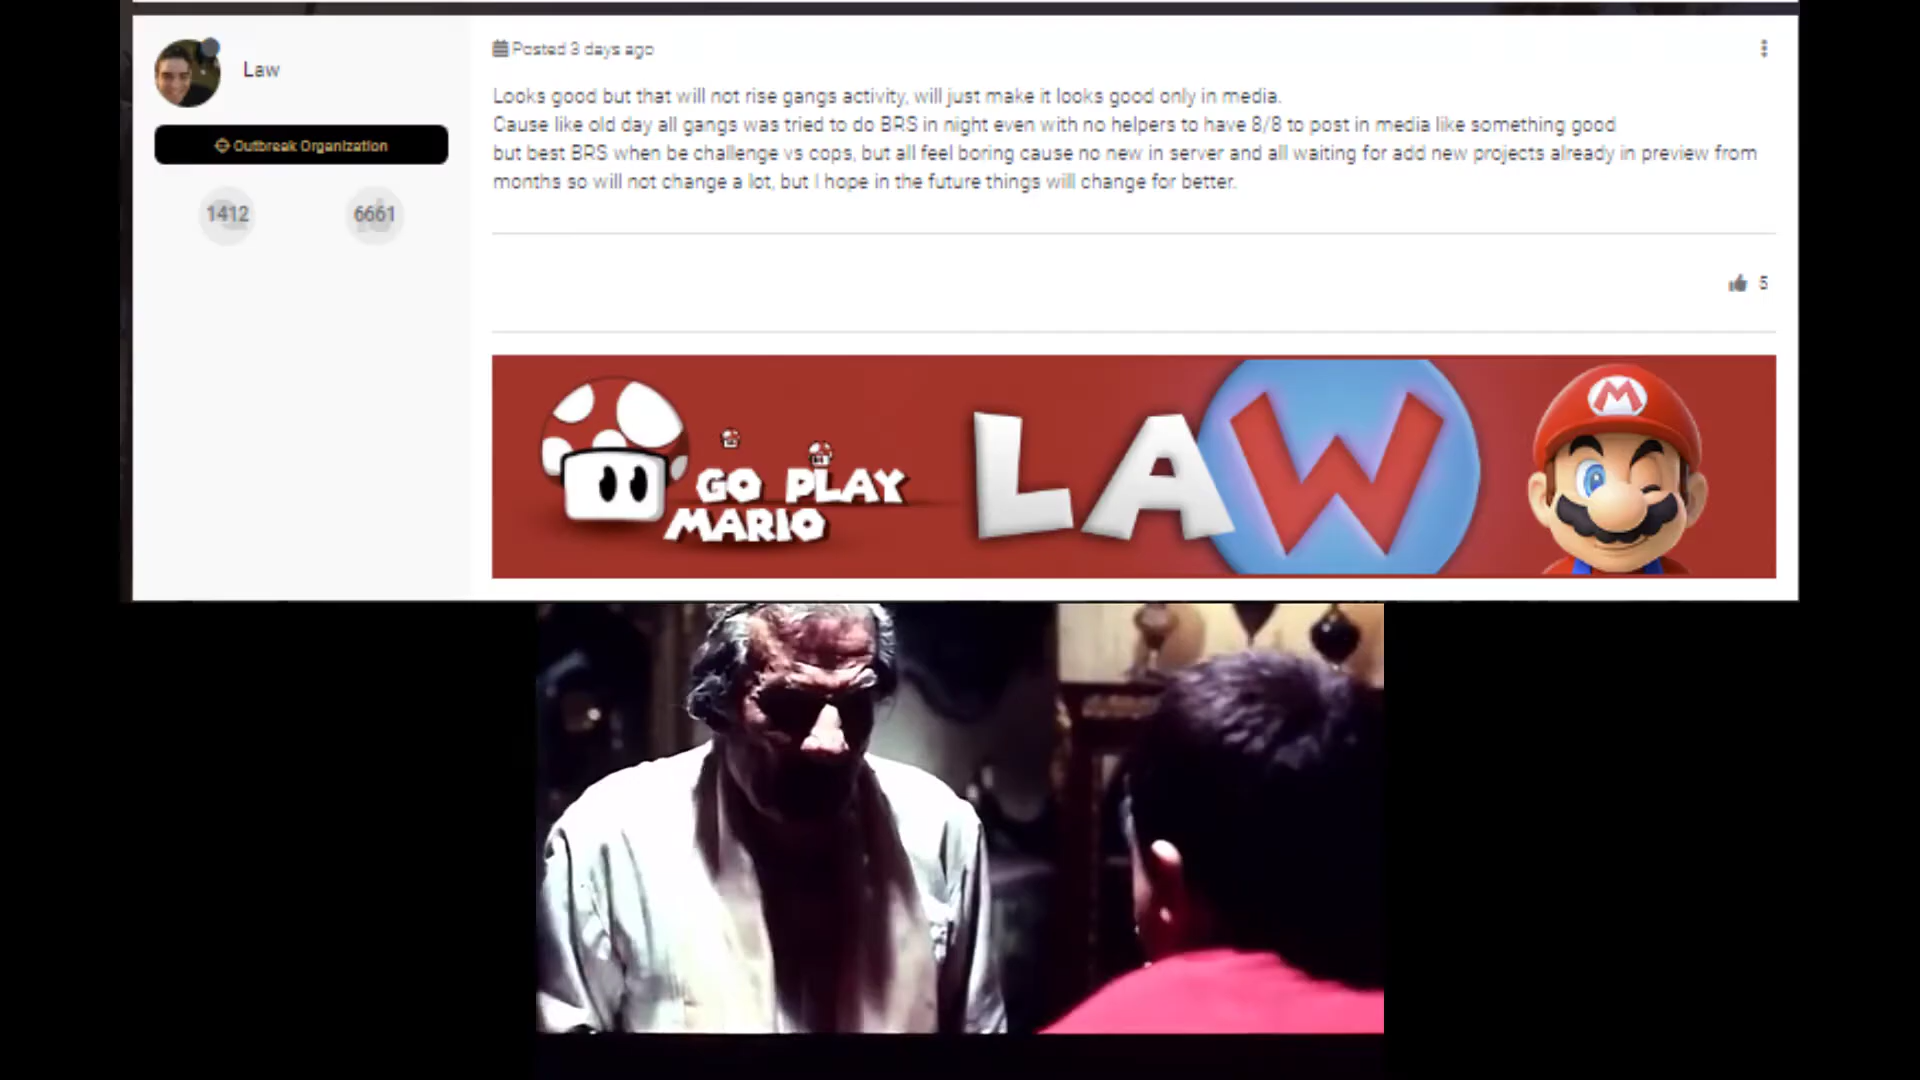 Law
Outbreak Organization
1412
6661
Posted 3 days ago
Looks good but that will not rise gangs activity, will just make it looks good only in media.
Cause like old day all gangs was tried to do BRS in night even with no helpers to have 8/8 to post in media like something good
but best BRS when be challenge vs cops, but all feel boring cause no new in server and all waiting for add new projects already in preview from
months so will not change a lot, but I hope in the future things will change for better.
5
GO PLAY
MARIO
LAW
M